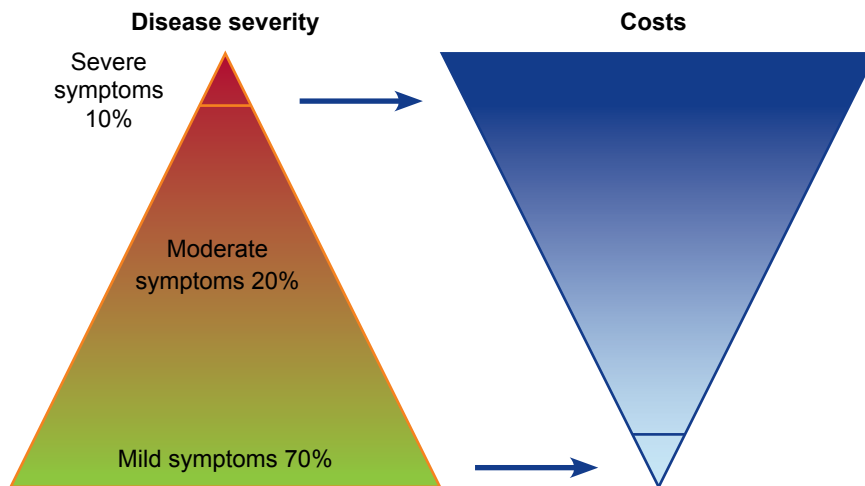 Disease severity
Costs
Severe
symptoms
10%
Moderate
symptoms 20%
Mild symptoms 70%